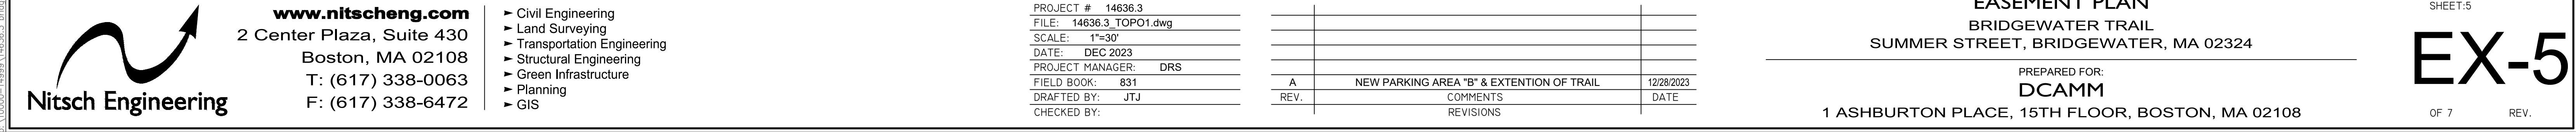 Nitsch Engineering
www.nitscheng.com
2 Center Plaza, Suite 430
Boston, MA 02108
T: (617) 338-0063
F: (617) 338-6472
► Civil Engineering
► Land Surveying
► Transportation Engineering
► Structural Engineering
► Green Infrastructure
► Planning
► GIS
PROJECT # 14636.3
FILE: 14636.3_TOPO1.dwg
SCALE: 1"=30'
DATE: DEC 2023
PROJECT MANAGER: DRS
FIELD BOOK: 831
DRAFTED BY: JTJ
CHECKED BY:
A NEW PARKING AREA "B" & EXTENTION OF TRAIL 12/28/2023
REV. COMMENTS DATE
REVISIONS
EASEMENT PLAN
BRIDGEWATER TRAIL
SUMMER STREET, BRIDGEWATER, MA 02324
PREPARED FOR:
DCAMM
1 ASHBURTON PLACE, 15TH FLOOR, BOSTON, MA 02108
SHEET:5
EX-5
OF 7 REV.